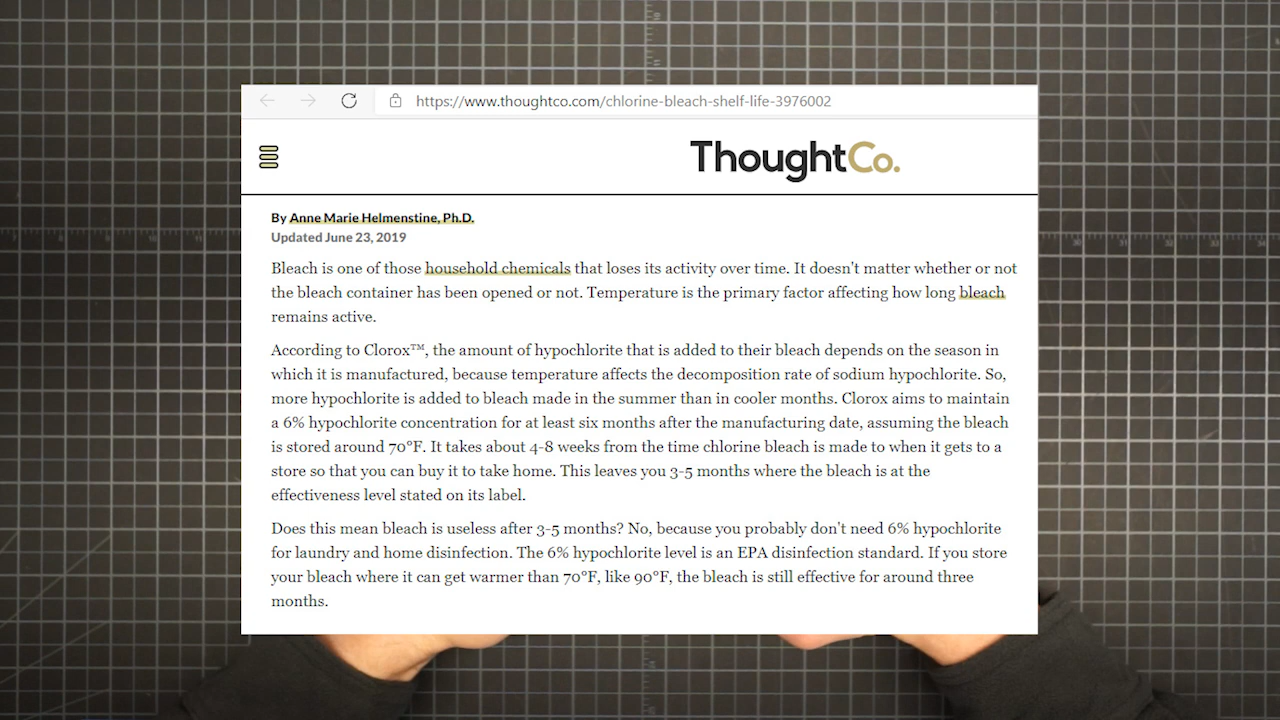 https://www.thoughtco.com/chlorine-bleach-shelf-life-3976002
ThoughtCo.
By Anne Marie Helmenstine, Ph.D.
Updated June 23, 2019
Bleach is one of those household chemicals that loses its activity over time. It doesn't matter whether or not
the bleach container has been opened or not. Temperature is the primary factor affecting how long bleach
remains active.
According to Clorox™, the amount of hypochlorite that is added to their bleach depends on the season in
which it is manufactured, because temperature affects the decomposition rate of sodium hypochlorite. So,
more hypochlorite is added to bleach made in the summer than in cooler months. Clorox aims to maintain
a 6% hypochlorite concentration for at least six months after the manufacturing date, assuming the bleach
is stored around 70°F. It takes about 4-8 weeks from the time chlorine bleach is made to when it gets to a
store so that you can buy it to take home. This leaves you 3-5 months where the bleach is at the
effectiveness level stated on its label.
Does this mean bleach is useless after 3-5 months? No, because you probably don't need 6% hypochlorite
for laundry and home disinfection. The 6% hypochlorite level is an EPA disinfection standard. If you store
your bleach where it can get warmer than 70°F, like 90°F, the bleach is still effective for around three
months.